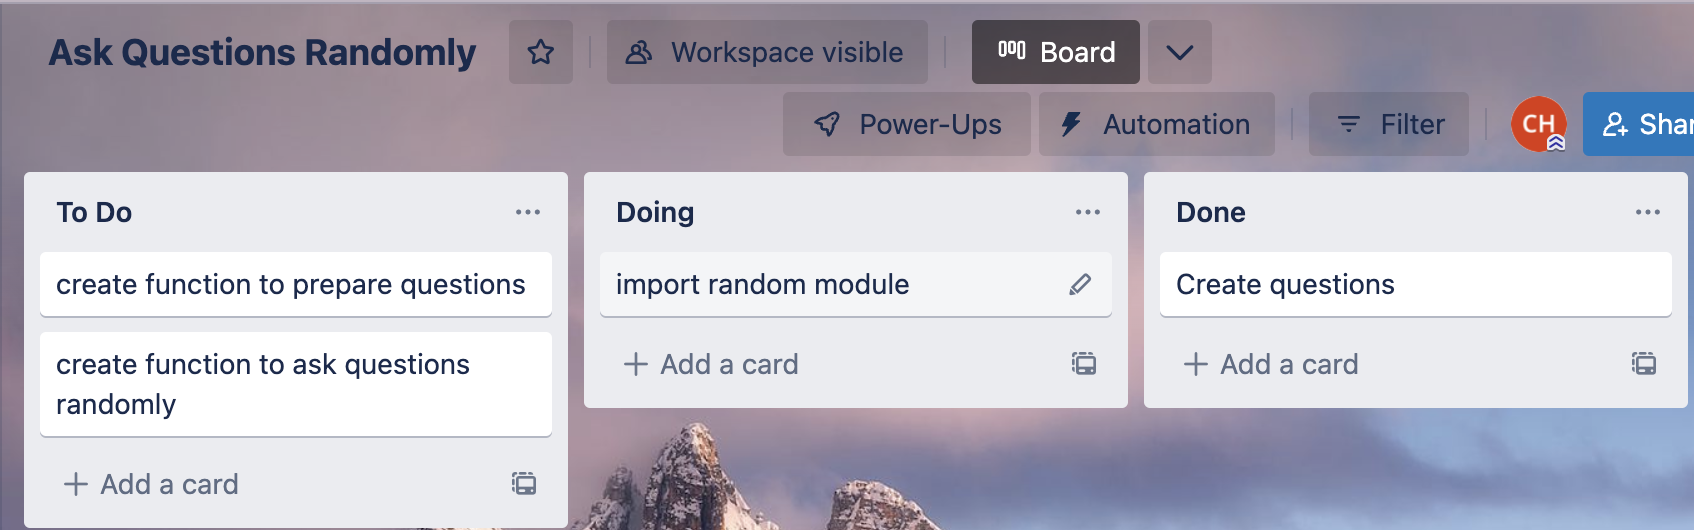 Ask Questions Randomly
Workspace visible
Board
Power-Ups
Automation
Filter
CH
Shar
To Do
create function to prepare questions
create function to ask questions
randomly
+ Add a card
Doing
import random module
+ Add a card
Done
Create questions
+ Add a card